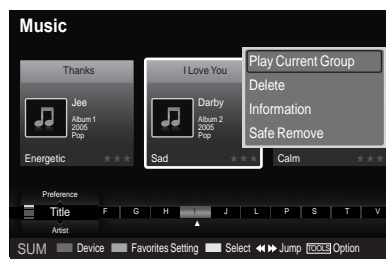 Music
Thanks
Jee
Album 1
2005
Pop
Energetic
I Love You
Darby
Album 2
2005
Pop
Sad
Calm
Play Current Group
Delete
Information
Safe Remove
Preference
Title F G H I J L P S T V
Artist
SUM Device Favorites Setting Select Jump TOOLS Option